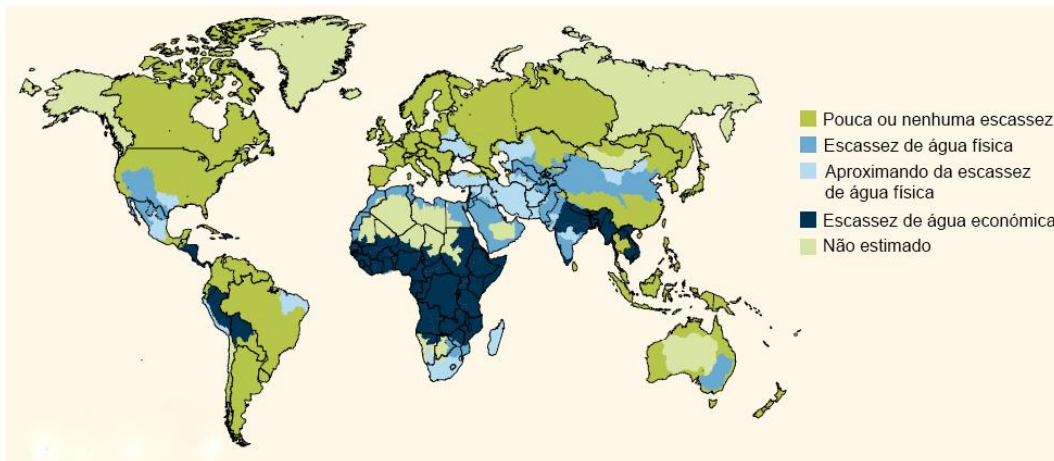 Pouca ou nenhuma escassez
Escassez de água física
Aproximando da escassez
de água física
Escassez de água económica
Não estimado